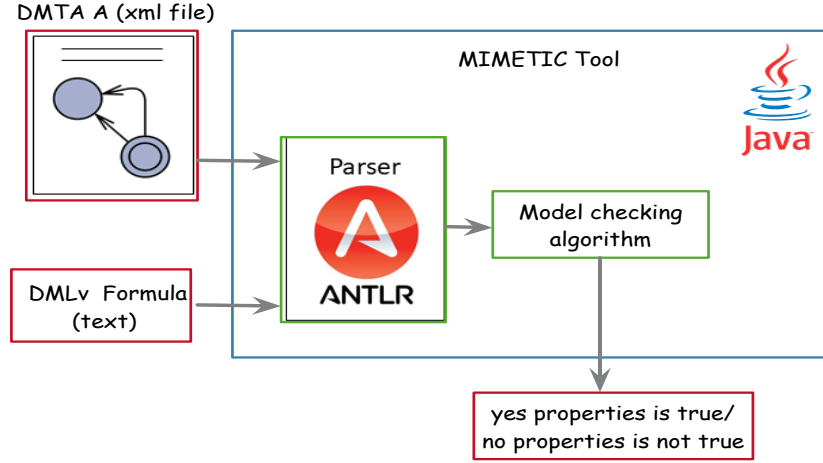 DMTA A (xml file)
MIMETIC Tool
Java
Parser
ANTLR
Model checking
algorithm
DMLv Formula
(text)
yes properties is true/
no properties is not true